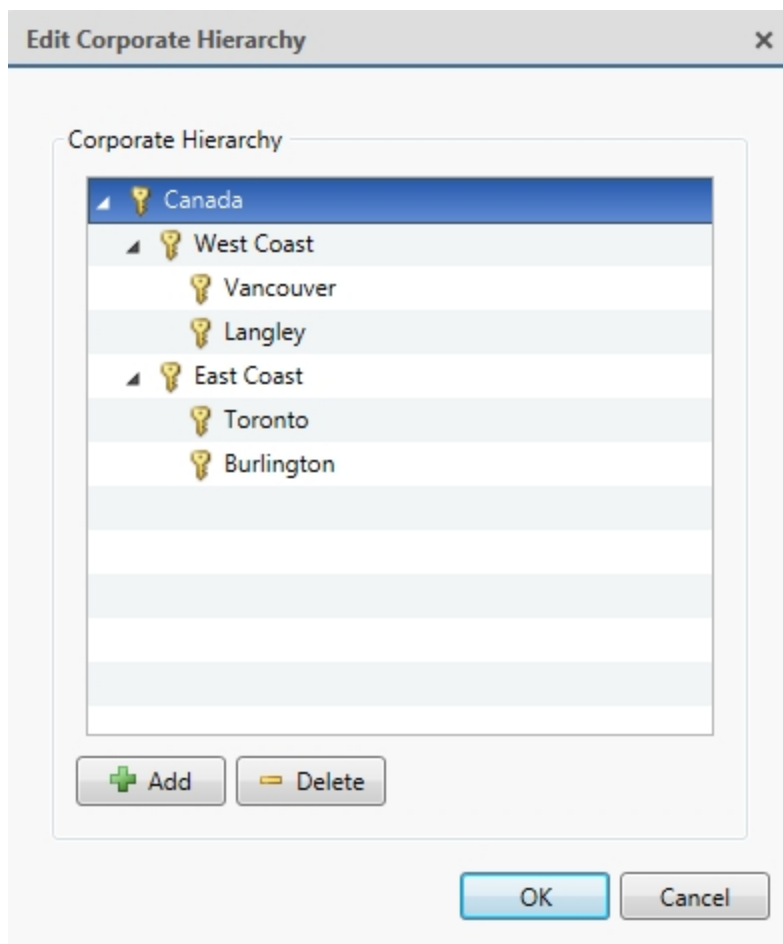 Edit Corporate Hierarchy
Corporate Hierarchy
Canada
West Coast
Vancouver
Langley
East Coast
Toronto
Burlington
Add Delete
OK Cancel